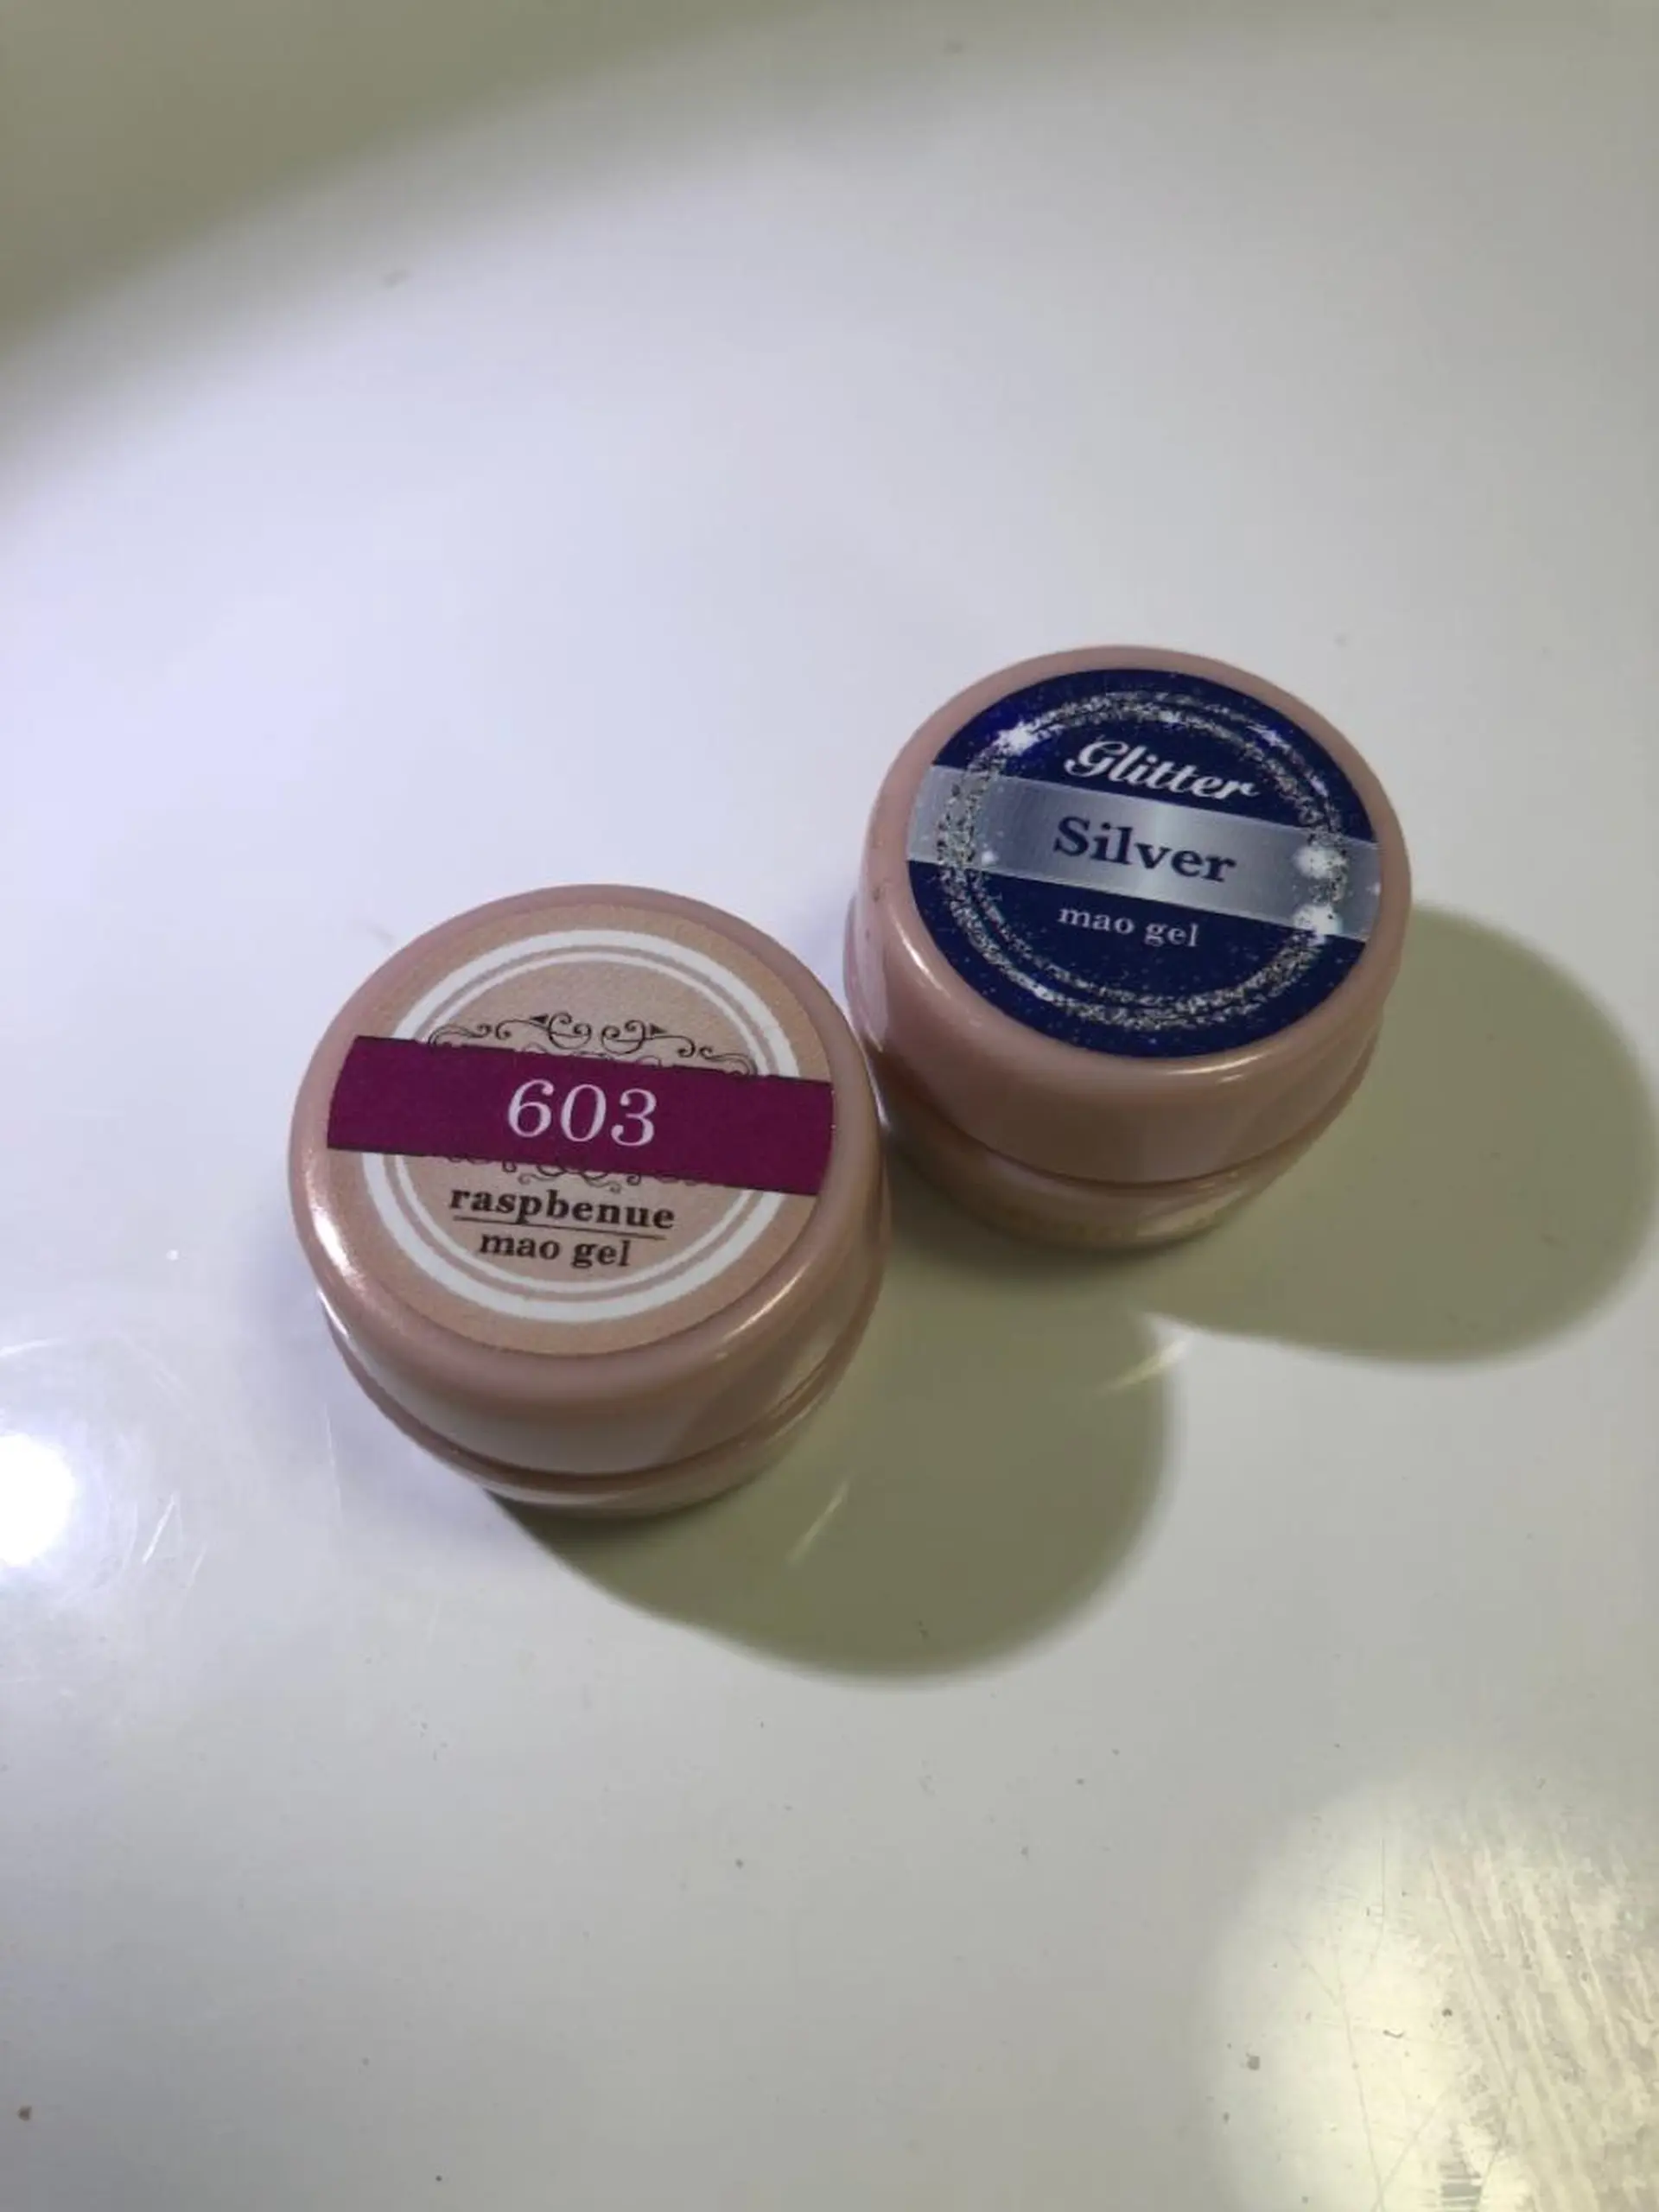 Glitter
Silver
mao gel
603
raspbenue
mao gel